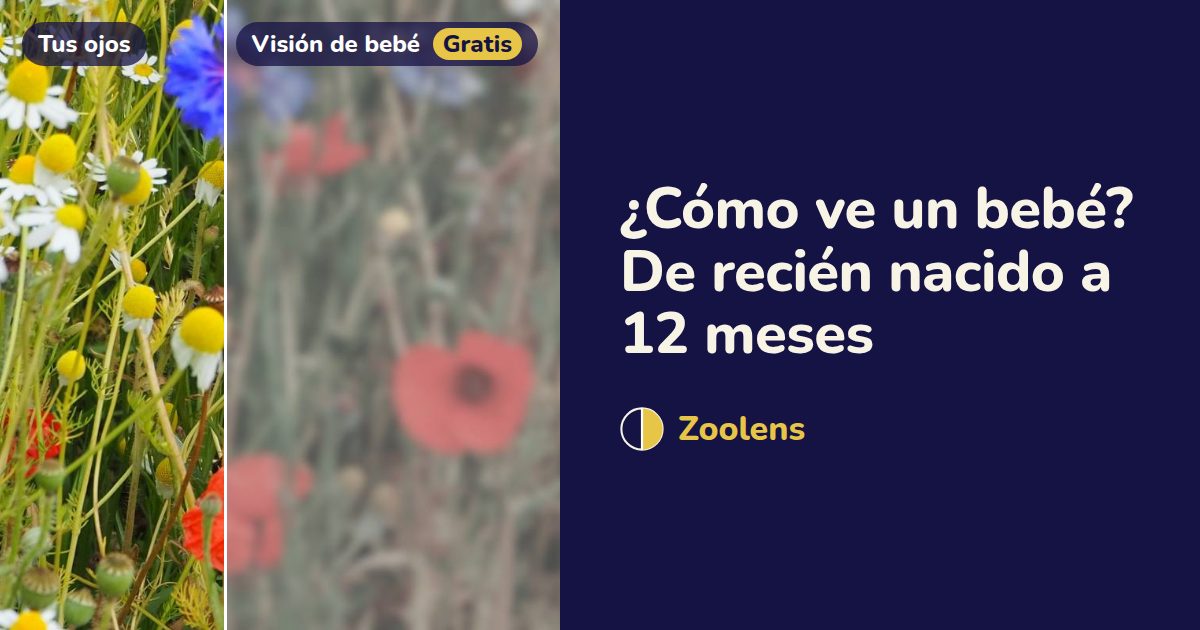 Tus ojos
Visión de bebé Gratis
¿Cómo ve un bebé?
De recién nacido a
12 meses
Zoolens